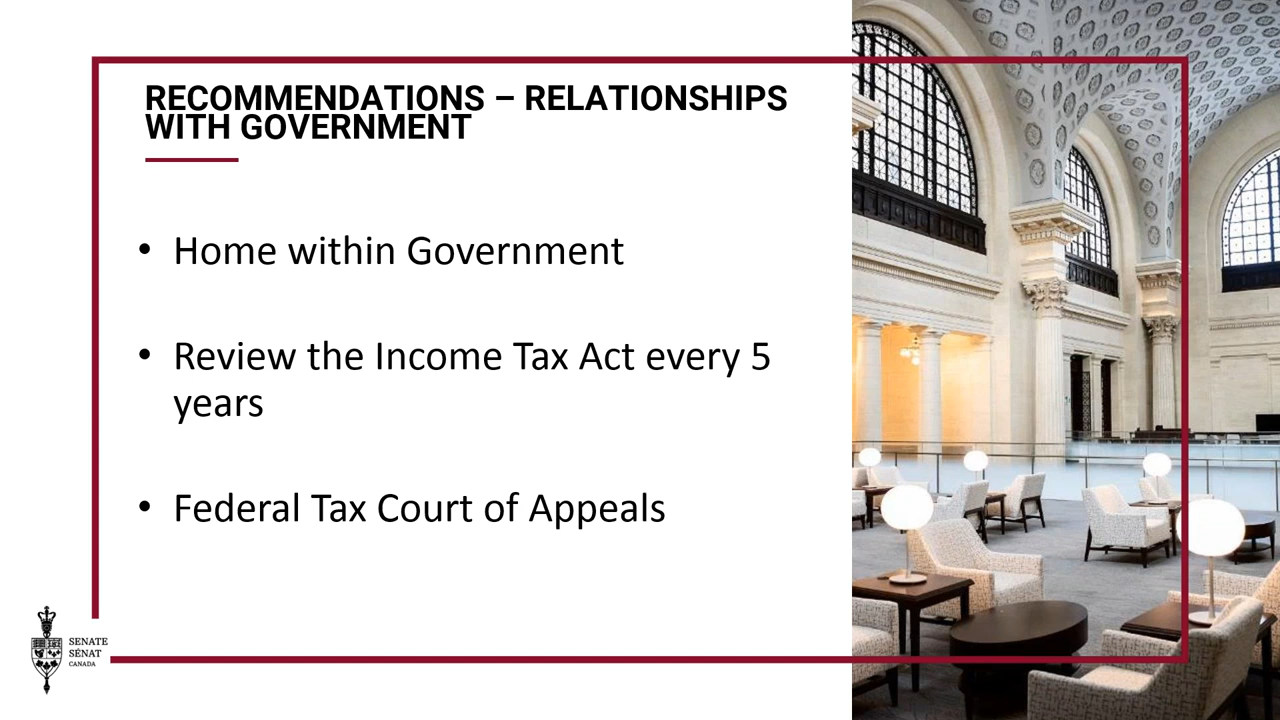 RECOMMENDATIONS – RELATIONSHIPS
WITH GOVERNMENT
• Home within Government
• Review the Income Tax Act every 5
years
• Federal Tax Court of Appeals
SENATE
SÉNAT
CANADA